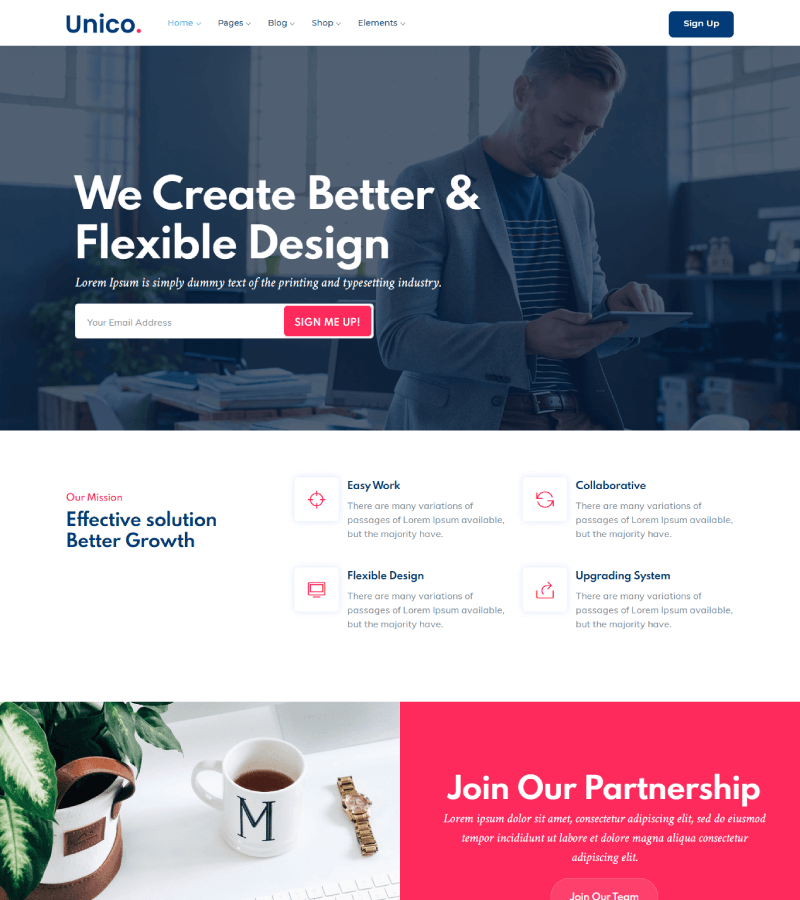 Unico.
Home
Pages
Blog
Shop
Elements
Sign Up
We Create Better &
Flexible Design
Lorem Ipsum is simply dummy text of the printing and typesetting industry.
Your Email Address
SIGN ME UP!
Our Mission
Effective solution
Better Growth
Easy Work
There are many variations of
passages of Lorem Ipsum available,
but the majority have.
Collaborative
There are many variations of
passages of Lorem Ipsum available,
but the majority have.
Flexible Design
There are many variations of
passages of Lorem Ipsum available,
but the majority have.
Upgrading System
There are many variations of
passages of Lorem Ipsum available,
but the majority have.
M
Join Our Partnership
Lorem ipsum dolor sit amet, consectetur adipiscing elit, sed do eiusmod
tempor incididunt ut labore et dolore magna aliqua consectetur
adipiscing elit.
Join Our Team